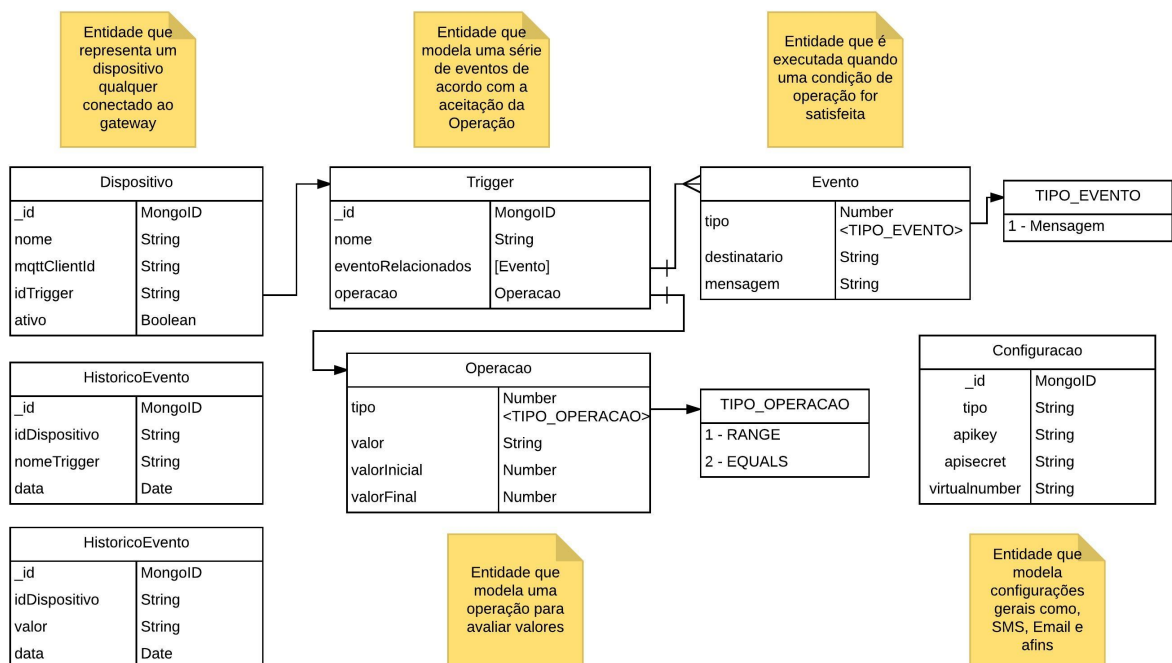 Entidade que
representa um
dispositivo
qualquer
conectado ao
gateway
Entidade que
modela uma série
de eventos de
acordo com a
aceitação da
Operação
Entidade que é
executada quando
uma condição de
operação for
satisfeita
Dispositivo
_id MongoID
nome String
mqttClientId String
idTrigger String
ativo Boolean
Trigger
_id MongoID
nome String
eventoRelacionados [Evento]
operacao Operacao
Evento
tipo Number
<TIPO_EVENTO>
destinatario String
mensagem String
TIPO_EVENTO
1 - Mensagem
HistoricoEvento
_id MongoID
idDispositivo String
nomeTrigger String
data Date
Operacao
tipo Number
<TIPO_OPERACAO>
valor String
valorInicial Number
valorFinal Number
TIPO_OPERACAO
1 - RANGE
2 - EQUALS
Configuracao
_id MongoID
tipo String
apikey String
apisecret String
virtualnumber String
HistoricoEvento
_id MongoID
idDispositivo String
valor String
data Date
Entidade que
modela uma
operação para
avaliar valores
Entidade que
modela
configurações
gerais como,
SMS, Email e
afins